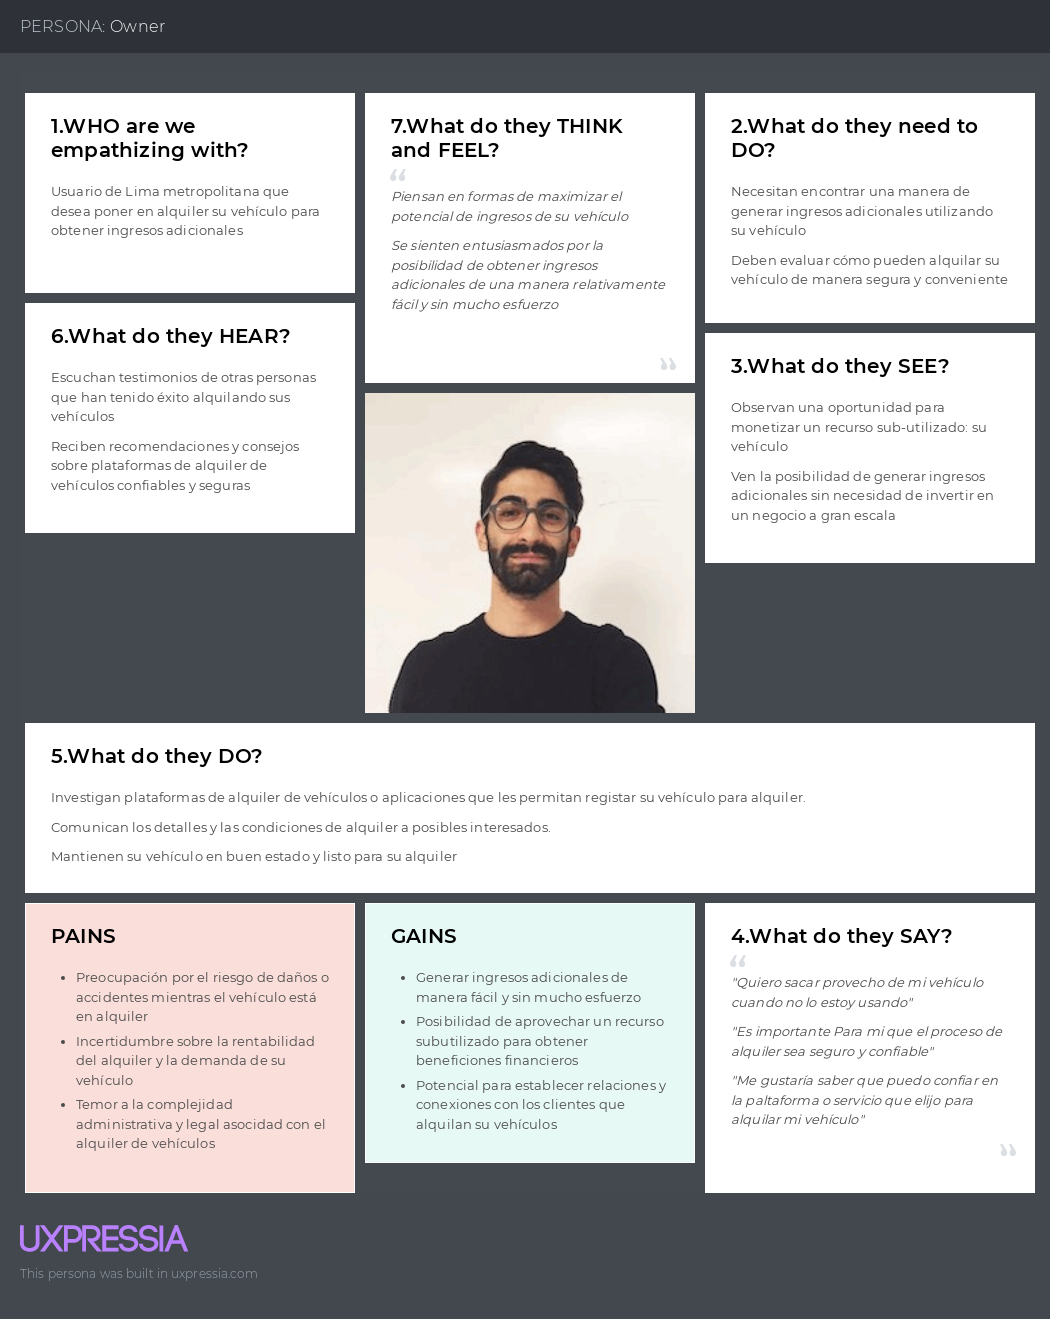 PERSONA: Owner
1.WHO are we
empathizing with?
Usuario de Lima metropolitana que
desea poner en alquiler su vehículo para
obtener ingresos adicionales
7.What do they THINK
and FEEL?
“
Piensan en formas de maximizar el
potencial de ingresos de su vehículo
Se sienten entusiasmados por la
posibilidad de obtener ingresos
adicionales de una manera relativamente
fácil y sin mucho esfuerzo
”
2.What do they need to
DO?
Necesitan encontrar una manera de
generar ingresos adicionales utilizando
su vehículo
Deben evaluar cómo pueden alquilar su
vehículo de manera segura y conveniente
6.What do they HEAR?
Escuchan testimonios de otras personas
que han tenido éxito alquilando sus
vehículos
Reciben recomendaciones y consejos
sobre plataformas de alquiler de
vehículos confiables y seguras
3.What do they SEE?
Observan una oportunidad para
monetizar un recurso sub-utilizado: su
vehículo
Ven la posibilidad de generar ingresos
adicionales sin necesidad de invertir en
un negocio a gran escala
5.What do they DO?
Investigan plataformas de alquiler de vehículos o aplicaciones que les permitan registar su vehículo para alquiler.
Comunican los detalles y las condiciones de alquiler a posibles interesados.
Mantienen su vehículo en buen estado y listo para su alquiler
PAINS
• Preocupación por el riesgo de daños o
accidentes mientras el vehículo está
en alquiler
• Incertidumbre sobre la rentabilidad
del alquiler y la demanda de su
vehículo
• Temor a la complejidad
administrativa y legal asocidad con el
alquiler de vehículos
GAINS
• Generar ingresos adicionales de
manera fácil y sin mucho esfuerzo
• Posibilidad de aprovechar un recurso
subutilizado para obtener
beneficiones financieros
• Potencial para establecer relaciones y
conexiones con los clientes que
alquilan su vehículos
4.What do they SAY?
“
"Quiero sacar provecho de mi vehículo
cuando no lo estoy usando"
"Es importante Para mi que el proceso de
alquiler sea seguro y confiable"
"Me gustaría saber que puedo confiar en
la paltaforma o servicio que elijo para
alquilar mi vehículo"
”
UXPRESSIA
This persona was built in uxpressia.com